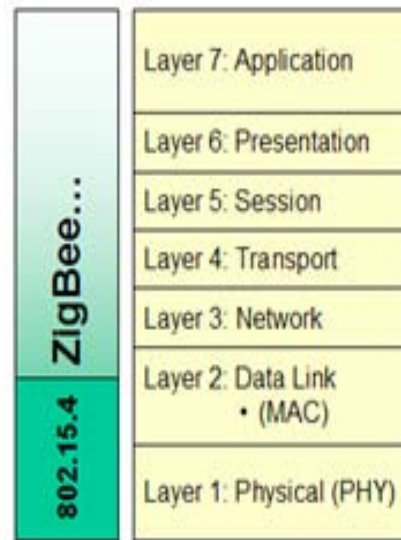 ZigBee...
802.15.4
Layer 7: Application
Layer 6: Presentation
Layer 5: Session
Layer 4: Transport
Layer 3: Network
Layer 2: Data Link
• (MAC)
Layer 1: Physical (PHY)